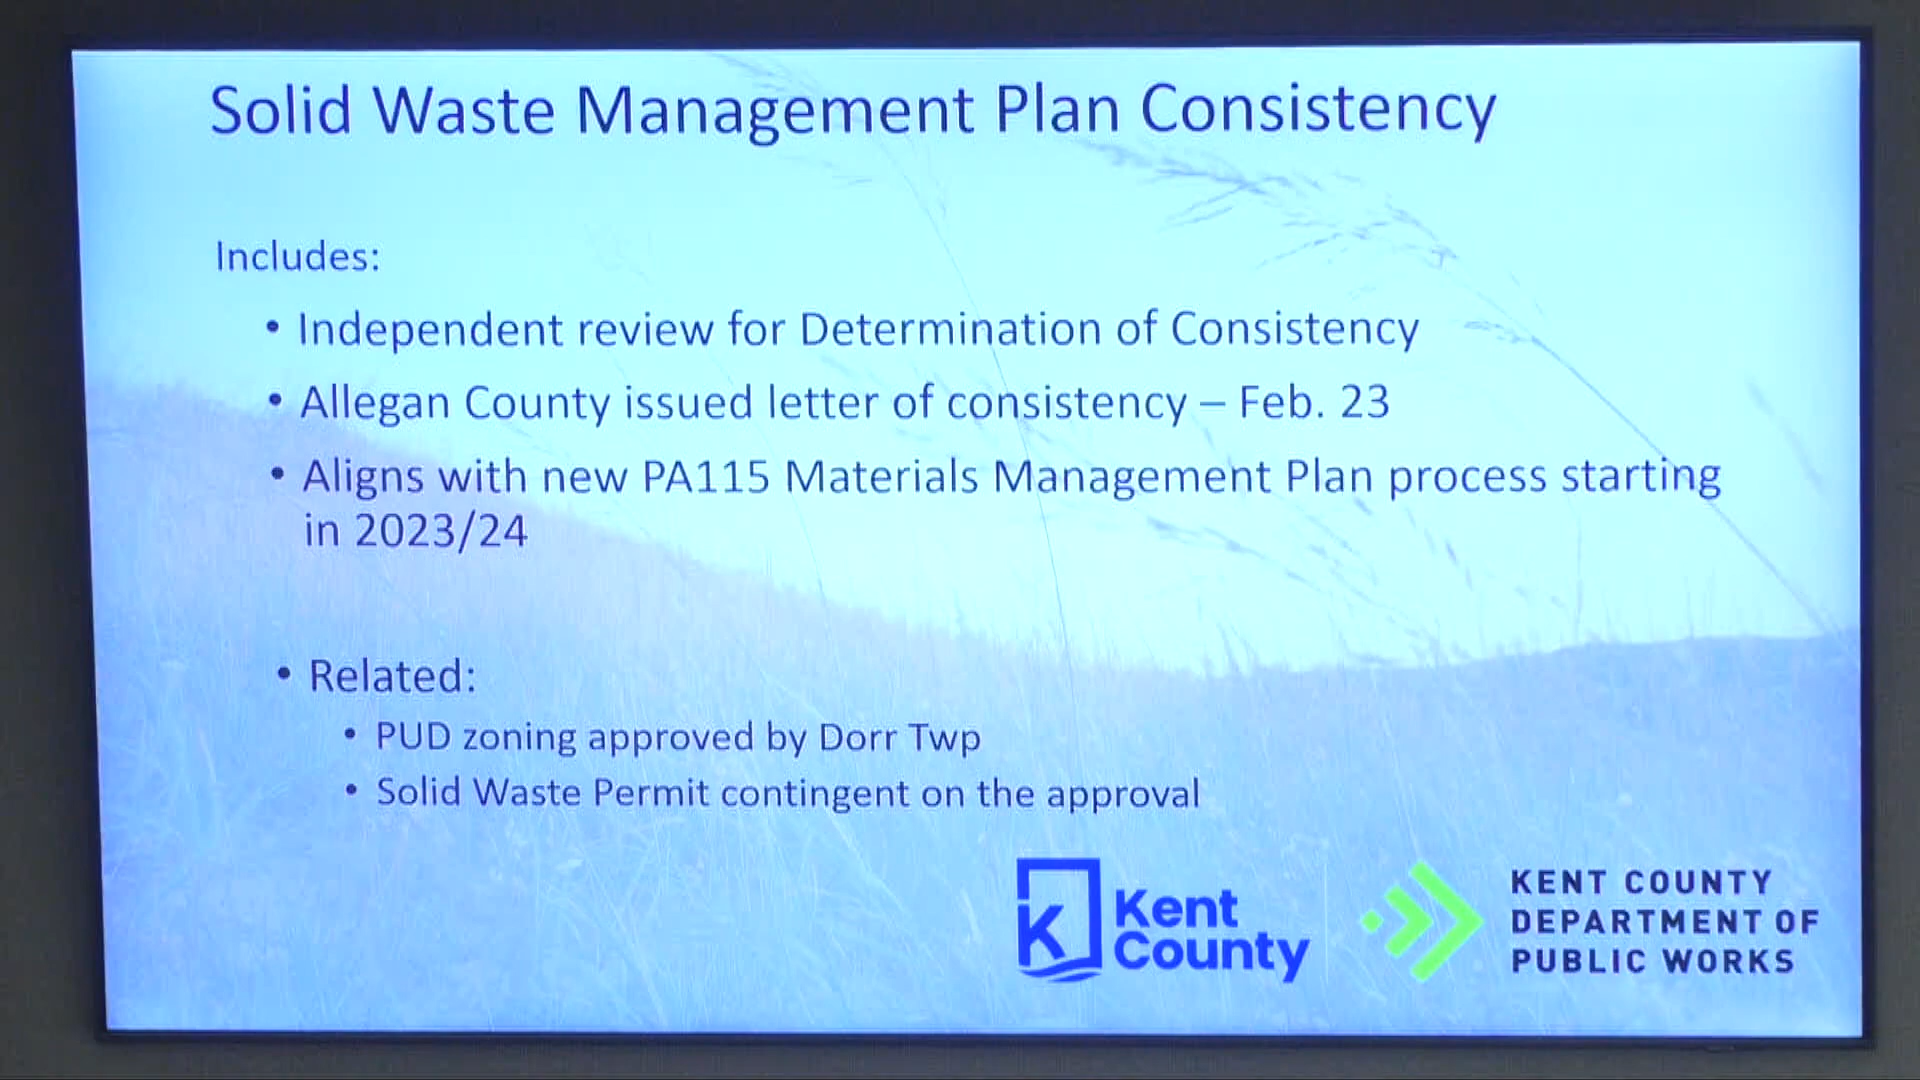 Solid Waste Management Plan Consistency
Includes:
• Independent review for Determination of Consistency
• Allegan County issued letter of consistency – Feb. 23
• Aligns with new PA115 Materials Management Plan process starting
in 2023/24
• Related:
• PUD zoning approved by Dorr Twp
• Solid Waste Permit contingent on the approval
K
Kent
County
KENT COUNTY
DEPARTMENT OF
PUBLIC WORKS